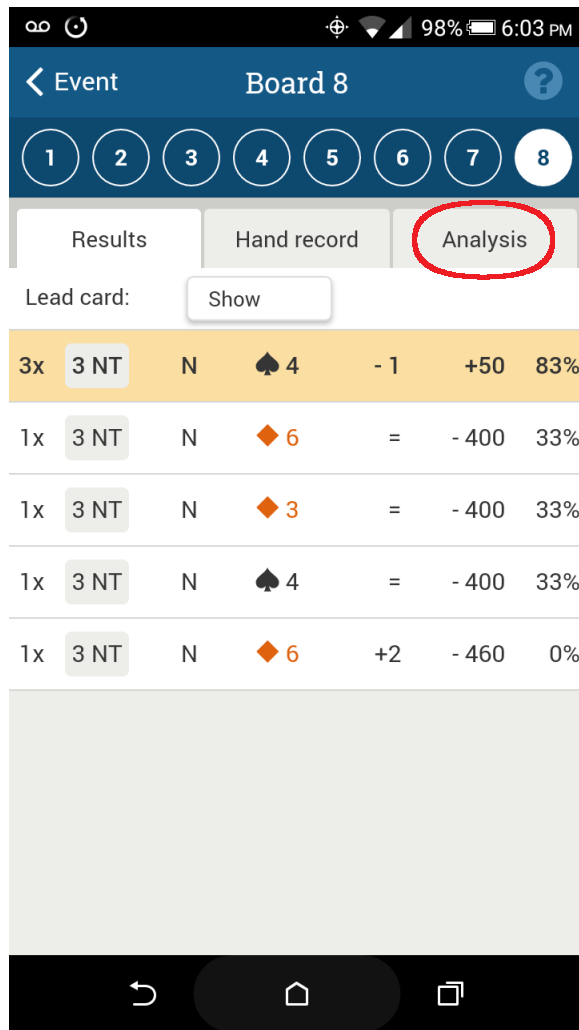 98% 6:03 PM
Event Board 8 ?
1 2 3 4 5 6 7 8
Results Hand record Analysis
Lead card: Show
3x 3 NT N ♠ 4 - 1 +50 83%
1x 3 NT N ♦ 6 = - 400 33%
1x 3 NT N ♦ 3 = - 400 33%
1x 3 NT N ♠ 4 = - 400 33%
1x 3 NT N ♦ 6 +2 - 460 0%